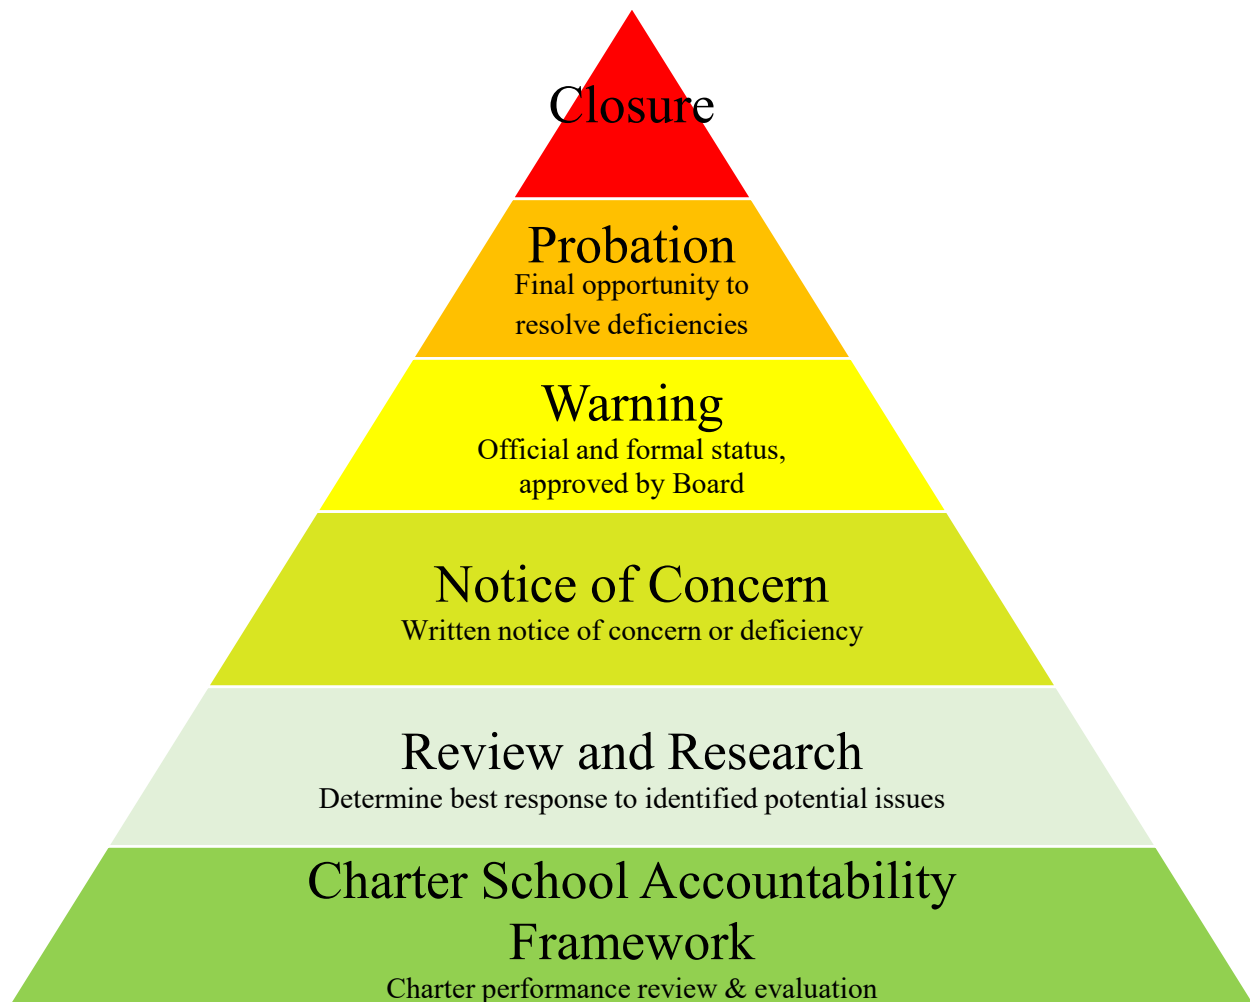 Closure
Probation
Final opportunity to
resolve deficiencies
Warning
Official and formal status,
approved by Board
Notice of Concern
Written notice of concern or deficiency
Review and Research
Determine best response to identified potential issues
Charter School Accountability
Framework
Charter performance review & evaluation